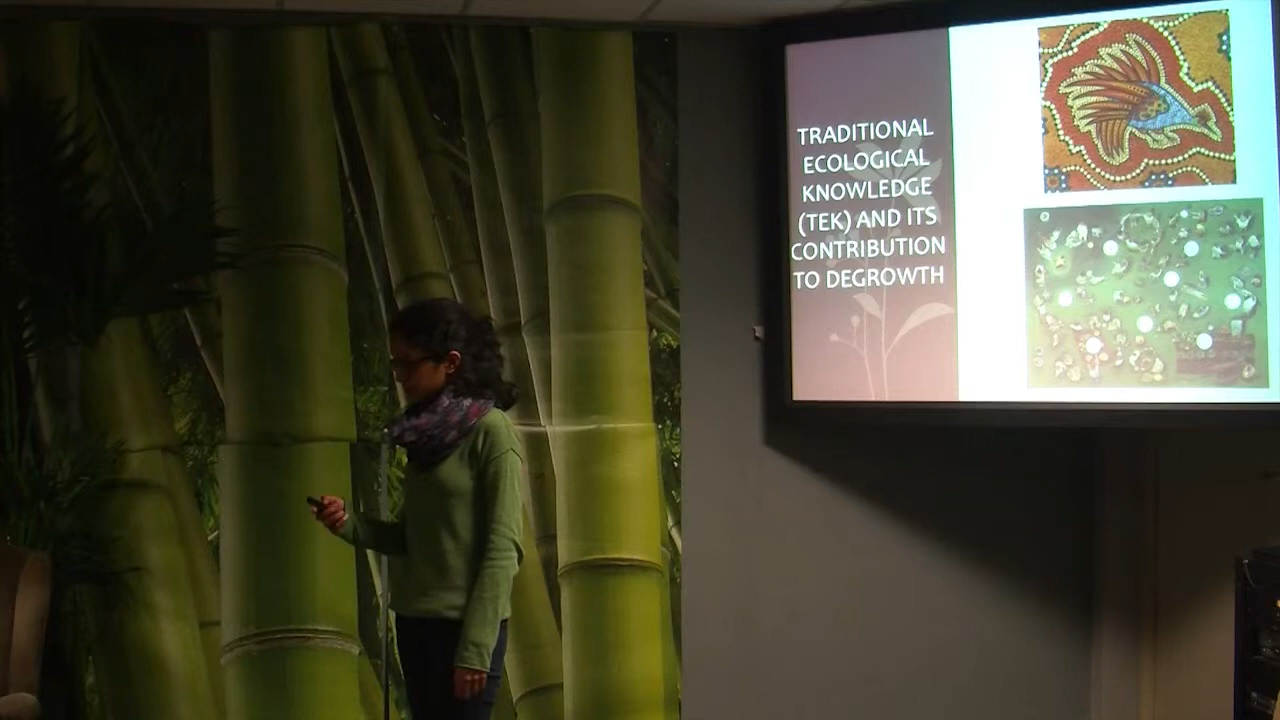 TRADITIONAL
ECOLOGICAL
KNOWLEDGE
(TEK) AND ITS
CONTRIBUTION
TO DEGROWTH